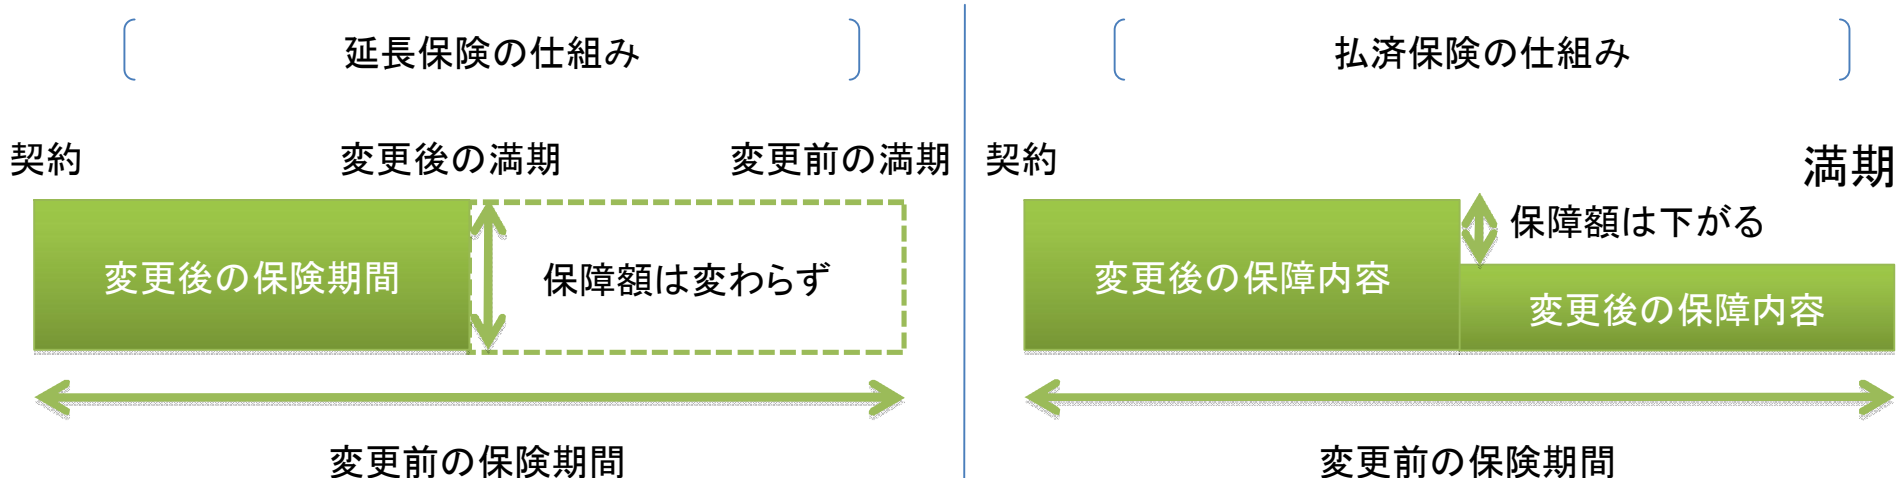 延長保険の仕組み
契約
変更後の満期
変更前の満期
変更後の保険期間
保障額は変わらず
変更前の保険期間
払済保険の仕組み
契約
満期
保障額は下がる
変更後の保障内容
変更後の保障内容
変更前の保険期間